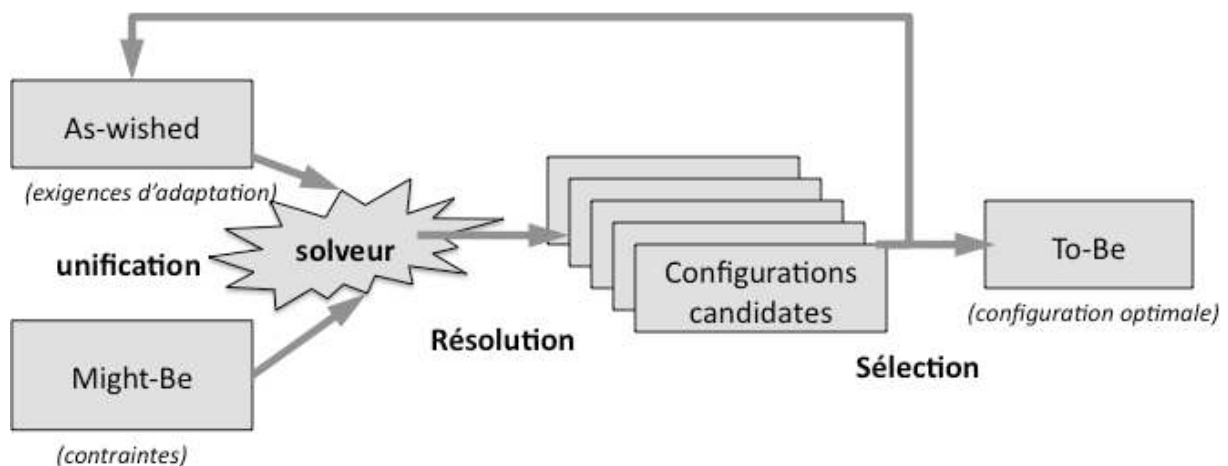 As-wished
(exigences d'adaptation)
unification
solveur
Might-Be
(contraintes)
Résolution
Configurations
candidates
Sélection
To-Be
(configuration optimale)